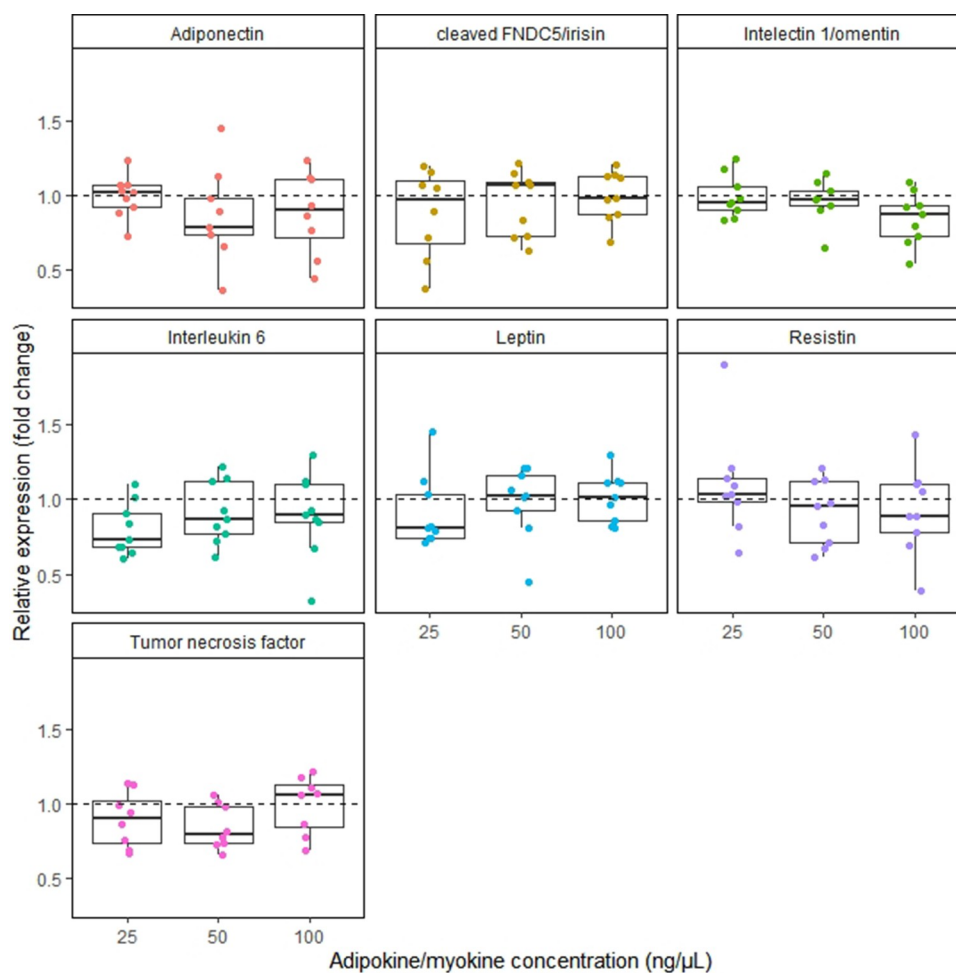 Adiponectin
cleaved FNDC5/irisin
Intelectin 1/omentin
1.5
1.0
0.5
Interleukin 6
Leptin
Resistin
1.5
1.0
0.5
25
50
100
25
50
100
Tumor necrosis factor
1.5
1.0
0.5
25
50
100
Relative expression (fold change)
Adipokine/myokine concentration (ng/µL)